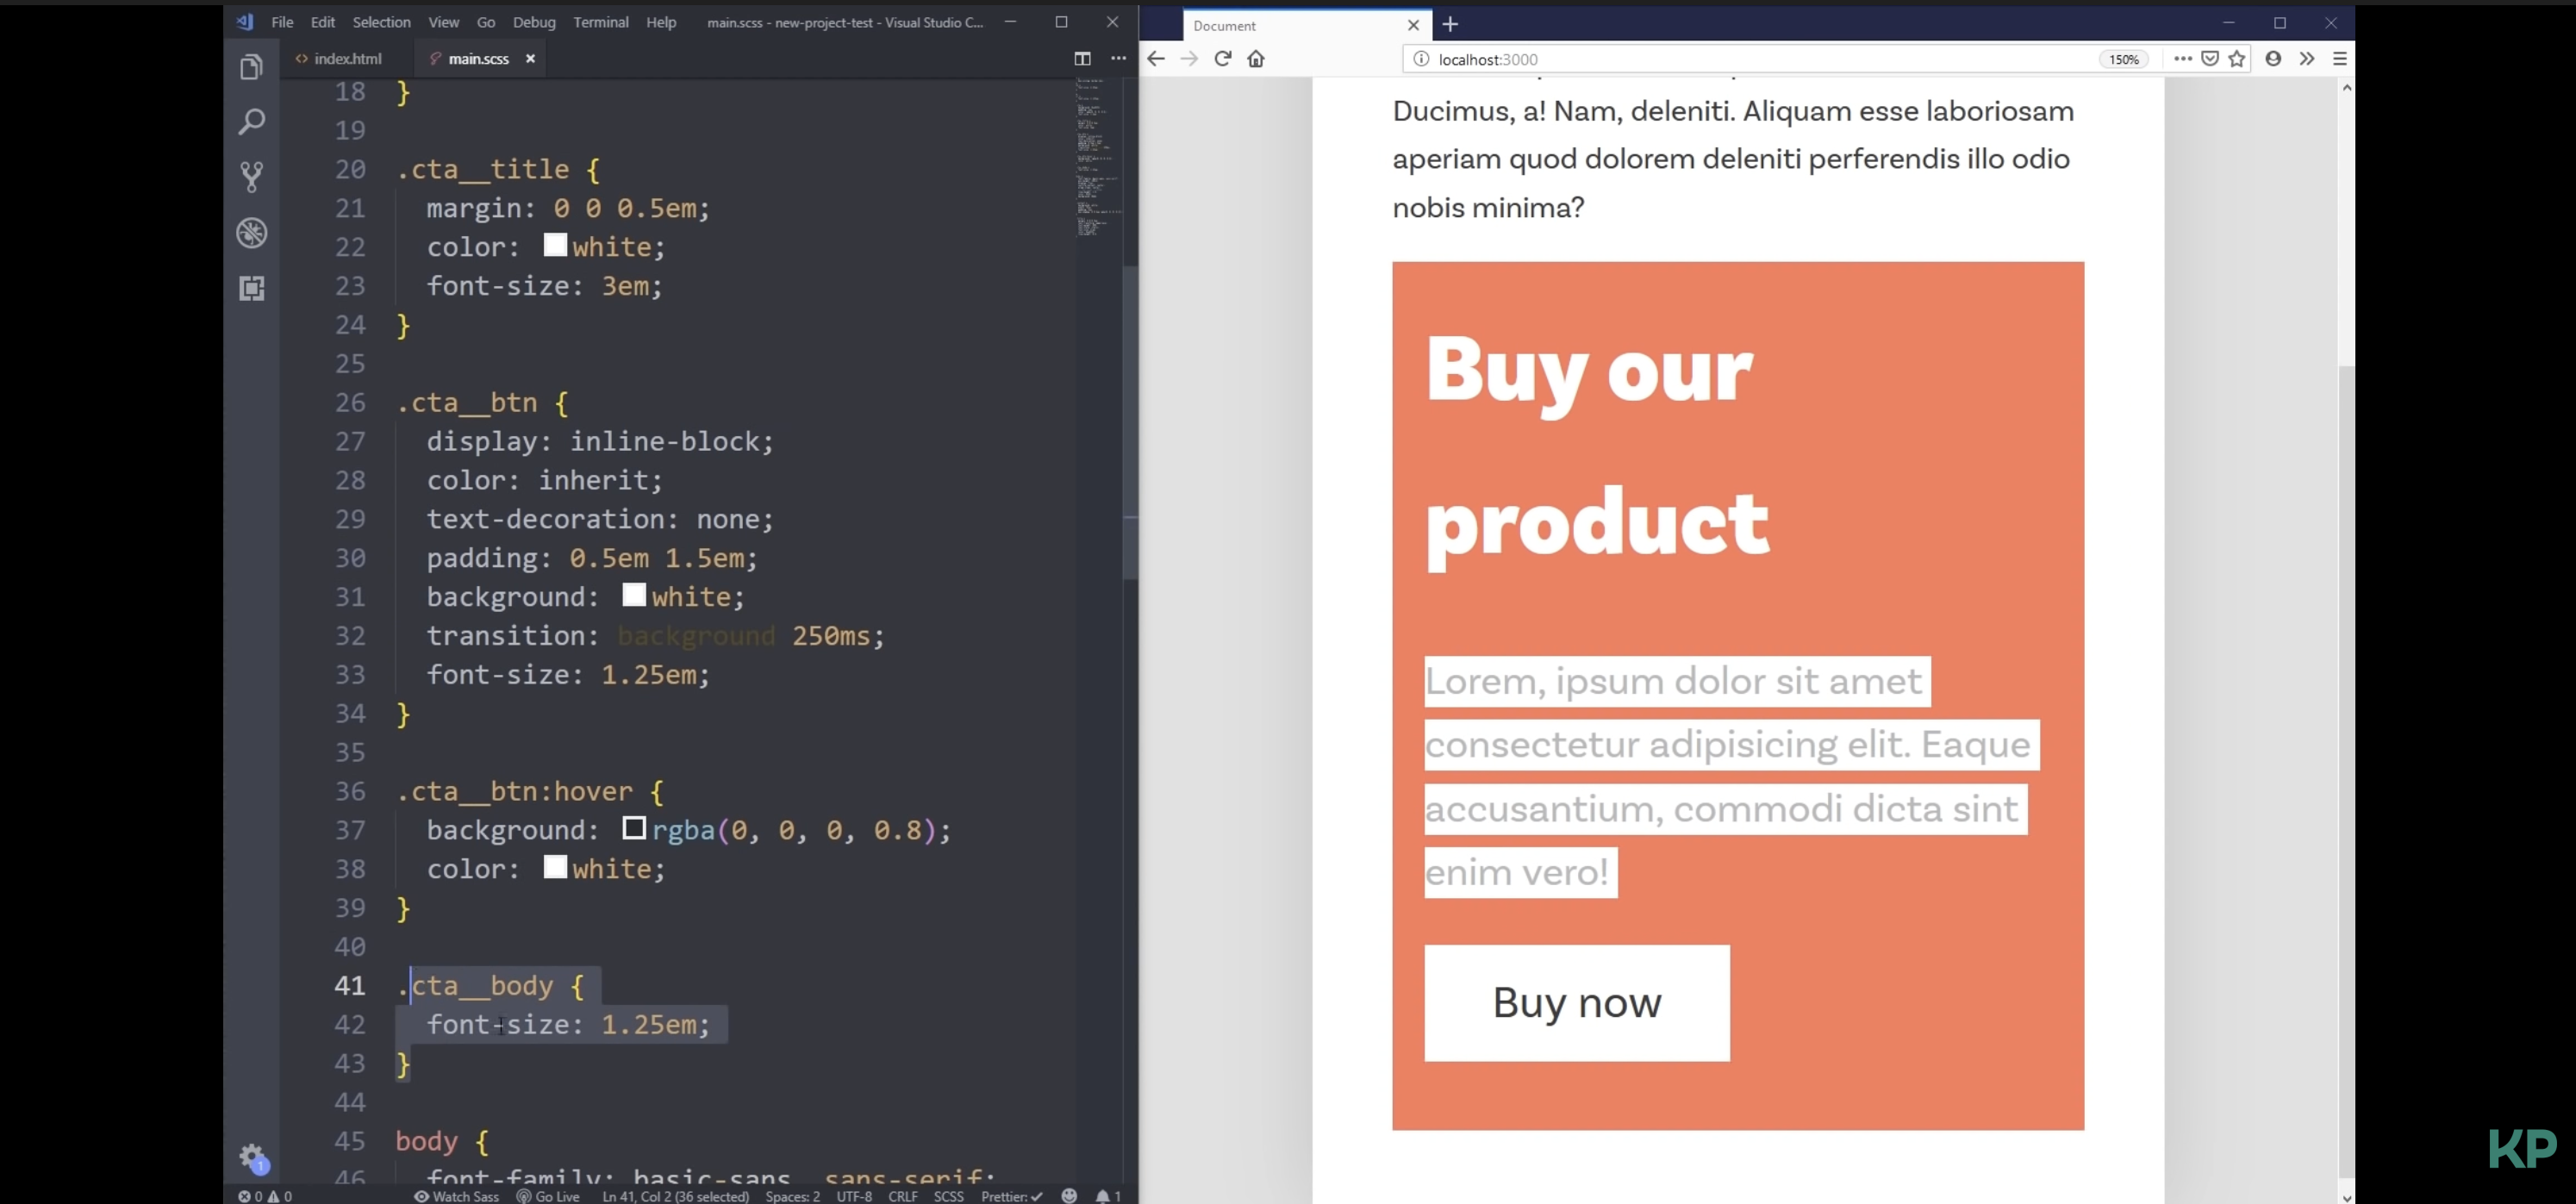 File Edit Selection View Go Debug Terminal Help main.scss - new-project-test - Visual Studio C...
index.html main.scss
18 }
19
20 .cta__title {
21 margin: 0 0 0.5em;
22 color: white;
23 font-size: 3em;
24 }
25
26 .cta__btn {
27 display: inline-block;
28 color: inherit;
29 text-decoration: none;
30 padding: 0.5em 1.5em;
31 background: white;
32 transition: background 250ms;
33 font-size: 1.25em;
34 }
35
36 .cta__btn:hover {
37 background: rgba(0, 0, 0, 0.8);
38 color: white;
39 }
40
41 .cta__body {
42 font-size: 1.25em;
43 }
44
45 body {
46 font-family: basic-sans, sans-serif;
1
0 0 Watch Sass Go Live Ln 41, Col 2 (36 selected) Spaces: 2 UTF-8 CRLF SCSS Prettier: ✓ 1
Document
localhost:3000 150%
Ducimus, a! Nam, deleniti. Aliquam esse laboriosam
aperiam quod dolorem deleniti perferendis illo odio
nobis minima?
Buy our
product
Lorem, ipsum dolor sit amet
consectetur adipisicing elit. Eaque
accusantium, commodi dicta sint
enim vero!
Buy now
KP